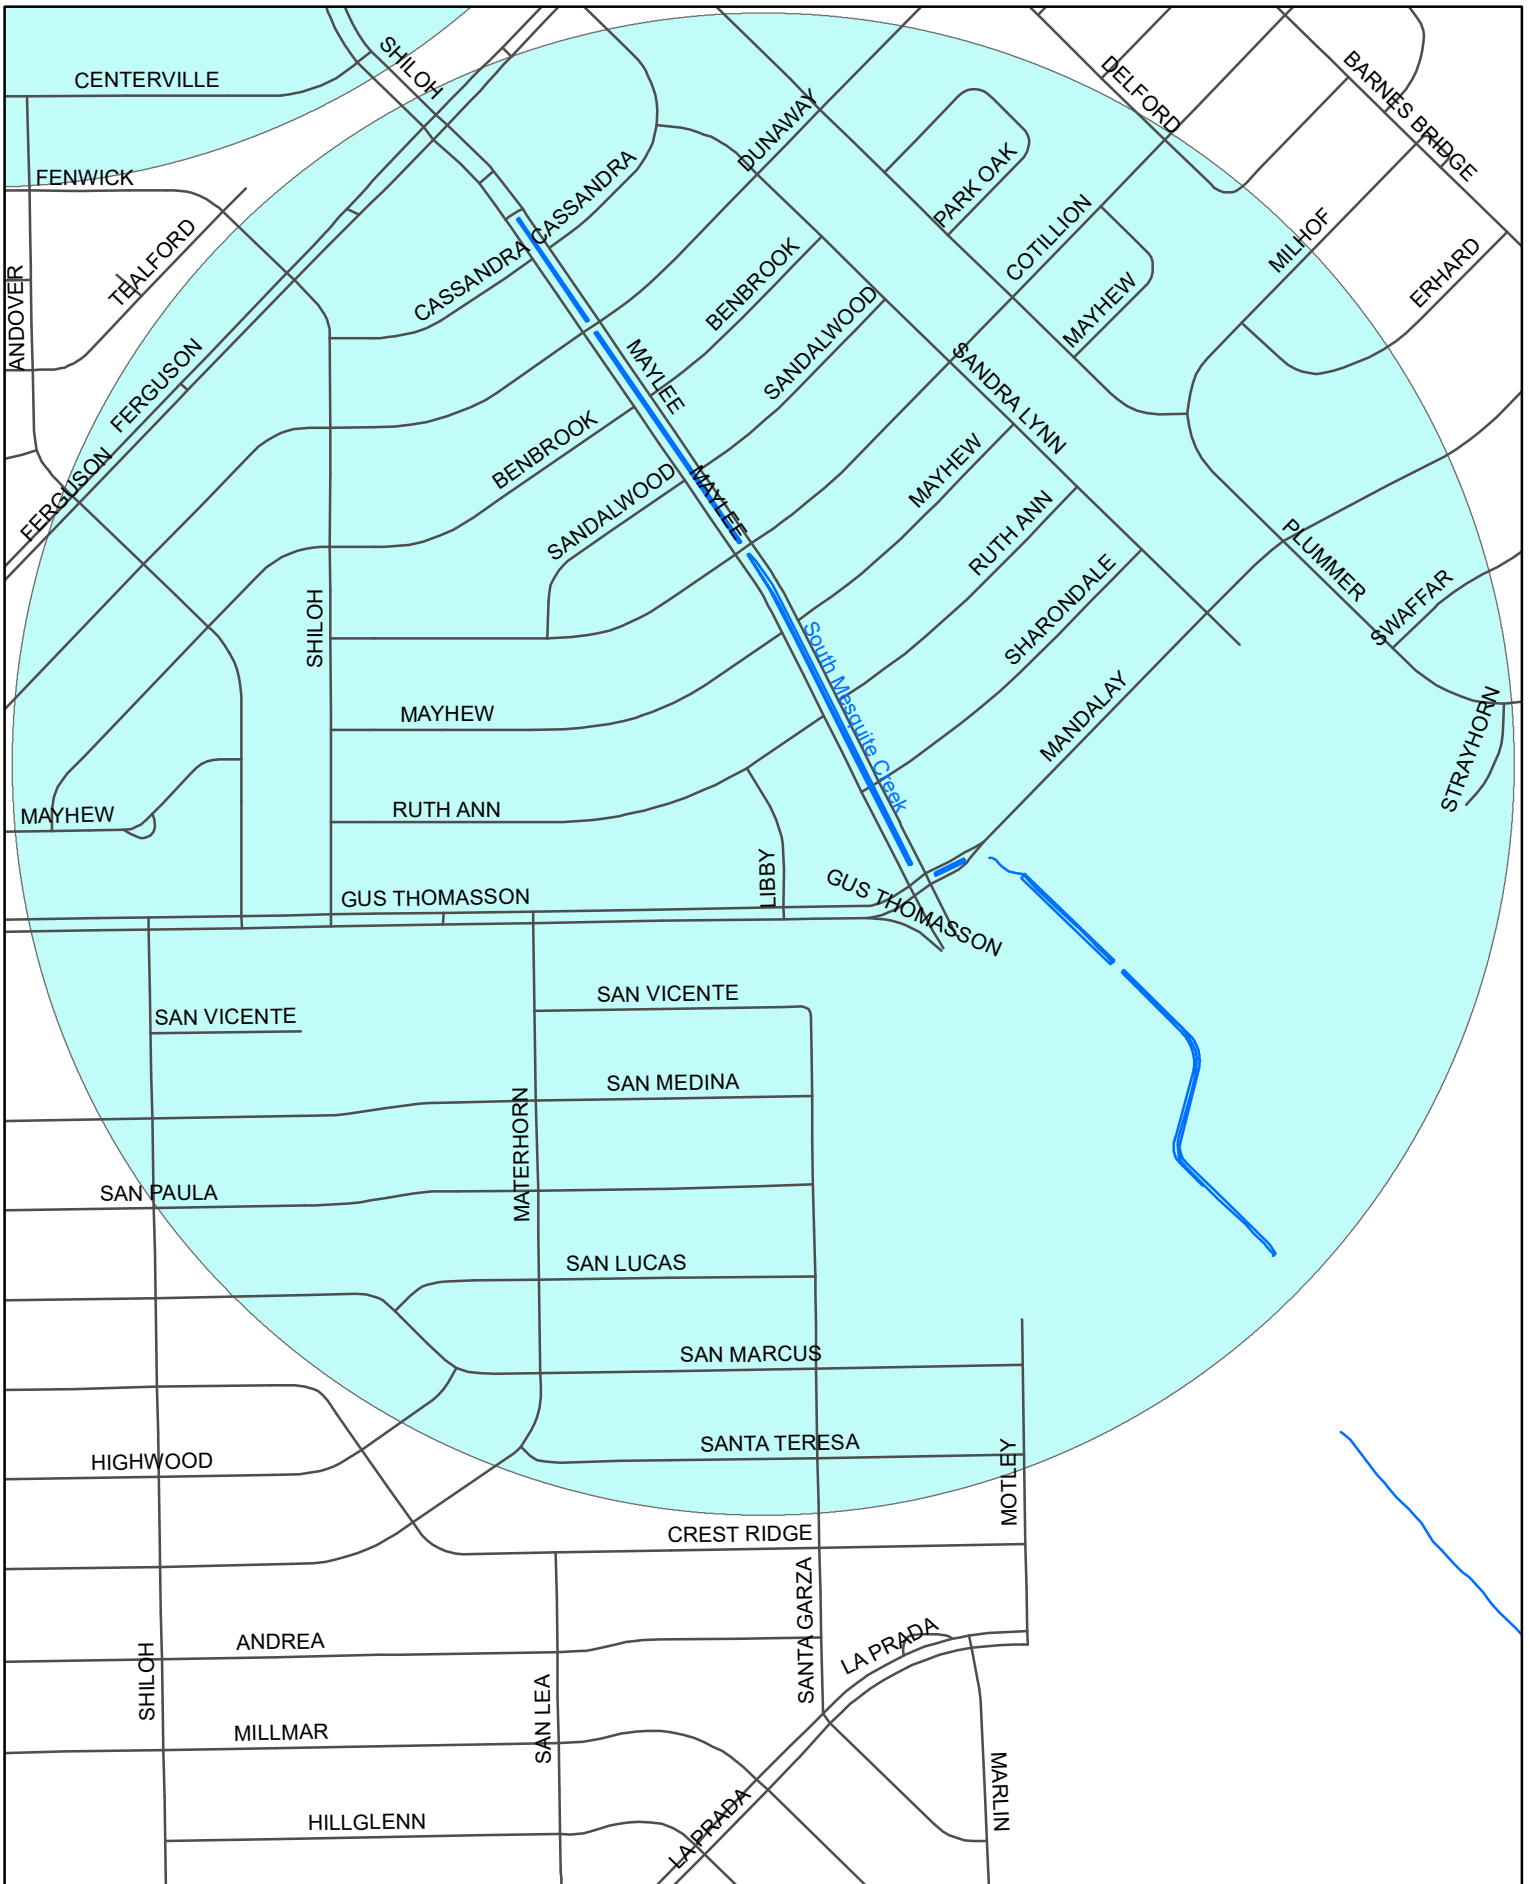 SHILOH
CENTERVILLE
DELFORD
BARNES BRIDGE
DUNAWAY
FENWICK
CASSANDRA
PARK OAK
TEALFORD
COTILLION
MILHOF
CASSANDRA
ERHARD
ANDOVER
BENBROOK
MAYHEW
SANDALWOOD
FERGUSON
MAYLEE
SANDRA LYNN
BENBROOK
FERGUSON
SANDALWOOD
MAYLEE
MAYHEW
RUTH ANN
PLUMMER
SWAFFAR
SHILOH
SHARONDALE
South Mesquite Creek
MANDALAY
MAYHEW
STRAYHORN
MAYHEW
RUTH ANN
LIBBY
GUS THOMASSON
GUS THOMASSON
SAN VICENTE
SAN VICENTE
SAN MEDINA
MATERHORN
SAN PAULA
SAN LUCAS
SAN MARCUS
SANTA TERESA
HIGHWOOD
MOTLEY
CREST RIDGE
SANTA GARZA
ANDREA
LA PRADA
SHILOH
SAN LEA
MILLMAR
MARLIN
HILLGLENN
LA PRADA